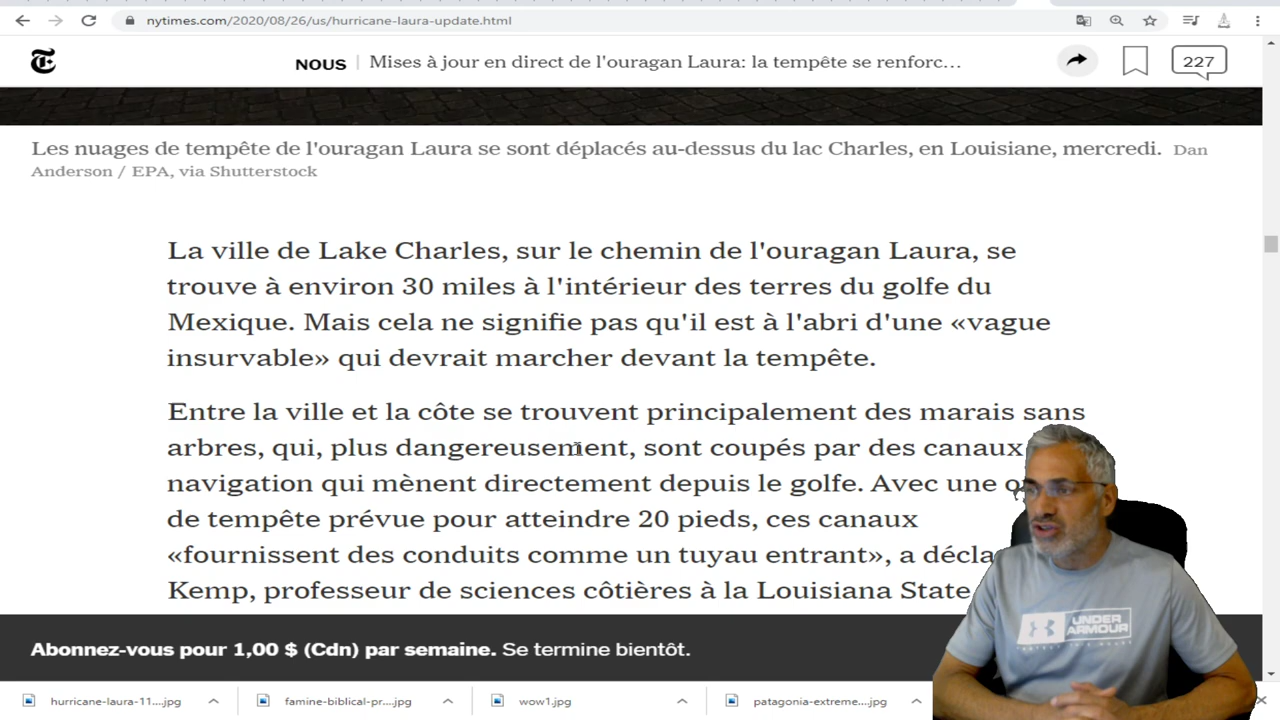 nytimes.com/2020/08/26/us/hurricane-laura-update.html
NOUS | Mises à jour en direct de l'ouragan Laura: la tempête se renforc…
227
Les nuages de tempête de l'ouragan Laura se sont déplacés au-dessus du lac Charles, en Louisiane, mercredi. Dan
Anderson / EPA, via Shutterstock
La ville de Lake Charles, sur le chemin de l'ouragan Laura, se
trouve à environ 30 miles à l'intérieur des terres du golfe du
Mexique. Mais cela ne signifie pas qu'il est à l'abri d'une «vague
insurvable» qui devrait marcher devant la tempête.
Entre la ville et la côte se trouvent principalement des marais sans
arbres, qui, plus dangereusement, sont coupés par des canaux
navigation qui mènent directement depuis le golfe. Avec une
de tempête prévue pour atteindre 20 pieds, ces canaux
«fournissent des conduits comme un tuyau entrant», a
Kemp, professeur de sciences côtières à la Louisiana State
UNDER
ARMOUR
Abonnez-vous pour 1,00 $ (Cdn) par semaine. Se termine bientôt.
hurricane-laura-11....jpg
famine-biblical-pr....jpg
wow1.jpg
patagonia-extreme....jpg